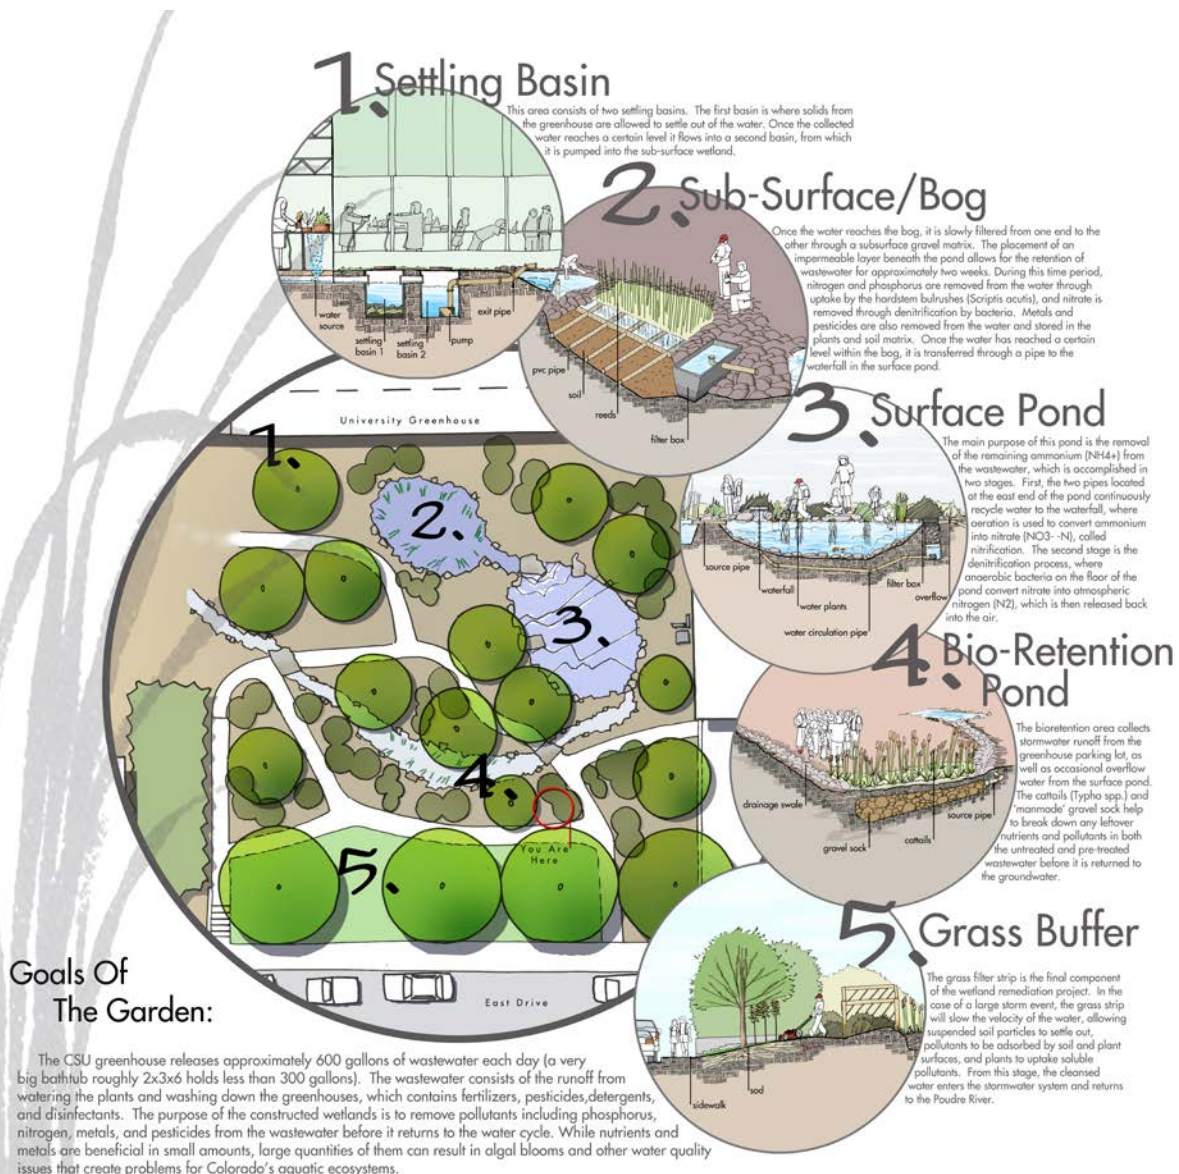 1. Settling Basin
This area consists of two settling basins. The first basin is where solids from
the greenhouse are allowed to settle out of the water. Once the collected
water reaches a certain level it flows into a second basin, from which
it is pumped into the sub-surface wetland.
water
source
settling
basin 1
settling
basin 2
pump
exit pipe
2. Sub-Surface/Bog
Once the water reaches the bog, it is slowly filtered from one end to the
other through a subsurface gravel matrix. The placement of an
impermeable layer beneath the pond allows for the retention of
wastewater for approximately two weeks. During this time period,
nitrogen and phosphorus are removed from the water through
uptake by the hardstem bulrushes (Scriptis acutis), and nitrate is
removed through denitrification by bacteria. Metals and
pesticides are also removed from the water and stored in the
plants and soil matrix. Once the water has reached a certain
level within the bog, it is transferred through a pipe to the
waterfall in the surface pond.
pvc pipe
soil
reeds
filter box
3. Surface Pond
The main purpose of this pond is the removal
of the remaining ammonium (NH4+) from
the wastewater, which is accomplished in
two stages. First, the two pipes located
at the east end of the pond continuously
recycle water to the waterfall, where
aeration is used to convert ammonium
into nitrate (NO3- -N), called
nitrification. The second stage is the
denitrification process, where
anaerobic bacteria on the floor of the
pond convert nitrate into atmospheric
nitrogen (N2), which is then released back
into the air.
source pipe
waterfall
water plants
water circulation pipe
filter box
overflow
4. Bio-Retention
Pond
The bioretention area collects
stormwater runoff from the
greenhouse parking lot, as
well as occasional overflow
water from the surface pond.
The cattails (Typha spp.) and
'manmade' gravel sock help
to break down any leftover
nutrients and pollutants in both
the untreated and pre-treated
wastewater before it is returned to
the groundwater.
drainage swale
gravel sock
cattails
source pipe
5. Grass Buffer
The grass filter strip is the final component
of the wetland remediation project. In the
case of a large storm event, the grass strip
will slow the velocity of the water, allowing
suspended soil particles to settle out,
pollutants to be adsorbed by soil and plant
surfaces, and plants to uptake soluble
pollutants. From this stage, the cleansed
water enters the stormwater system and returns
to the Poudre River.
sidewalk
sod
University Greenhouse
1.
2.
3.
4.
5.
You Are
Here
East Drive
Goals Of
The Garden:
The CSU greenhouse releases approximately 600 gallons of wastewater each day (a very
big bathtub roughly 2x3x6 holds less than 300 gallons). The wastewater consists of the runoff from
watering the plants and washing down the greenhouses, which contains fertilizers, pesticides,detergents,
and disinfectants. The purpose of the constructed wetlands is to remove pollutants including phosphorus,
nitrogen, metals, and pesticides from the wastewater before it returns to the water cycle. While nutrients and
metals are beneficial in small amounts, large quantities of them can result in algal blooms and other water quality
issues that create problems for Colorado's aquatic ecosystems.